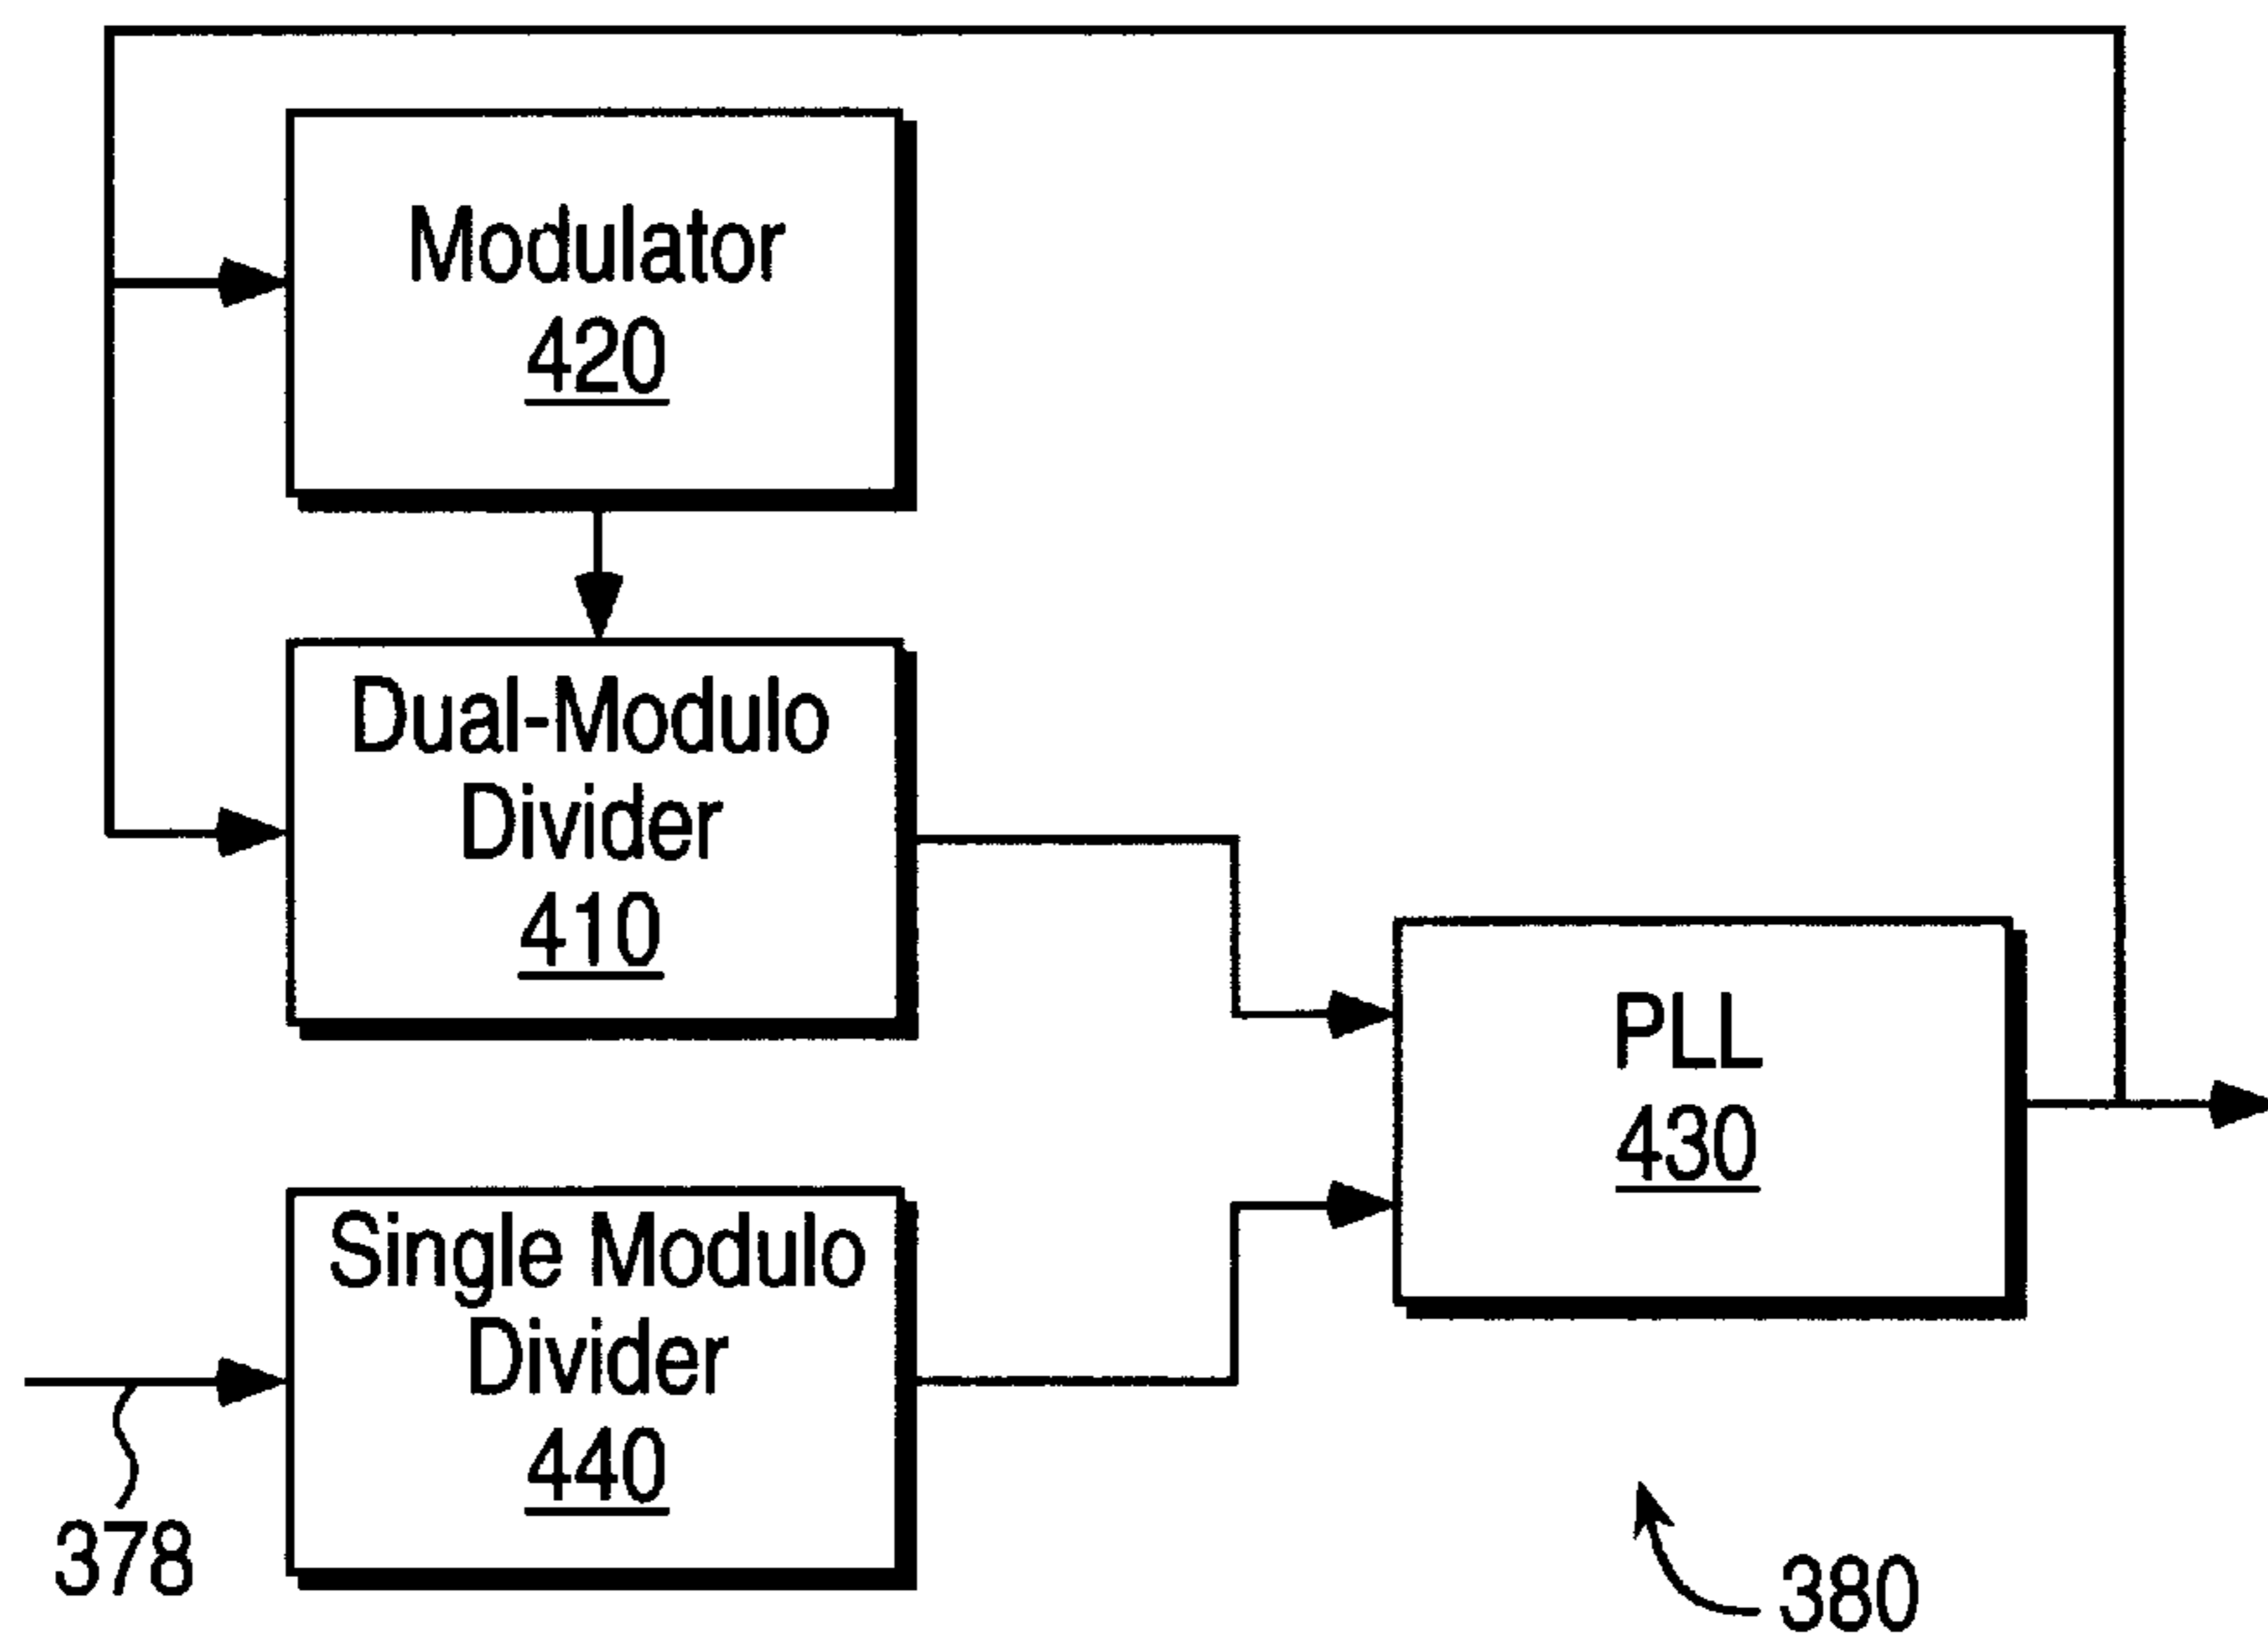 Modulator
420
Dual-Modulo
Divider
410
PLL
430
Single Modulo
Divider
440
378
380